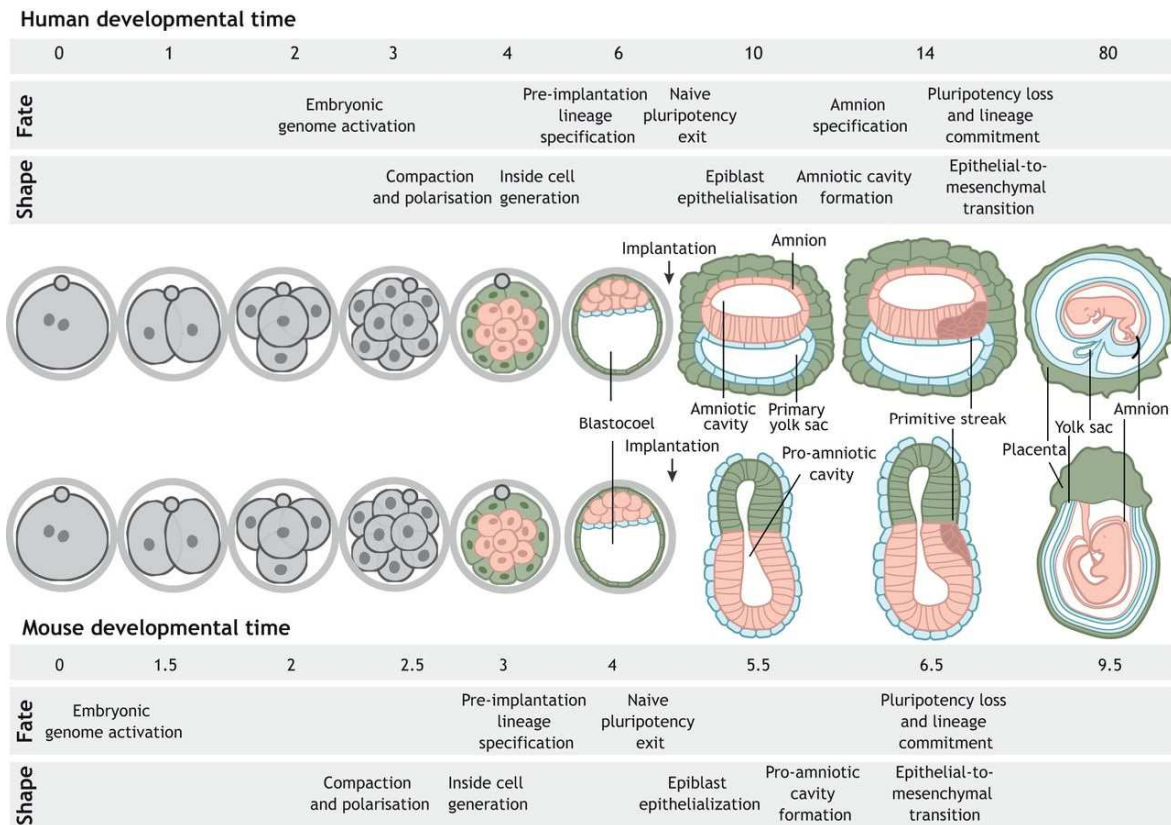 Human developmental time
0 1 2 3 4 6 10 14 80
Fate
Embryonic
genome activation
Pre-implantation
lineage
specification
Naive
pluripotency
exit
Amnion
specification
Pluripotency loss
and lineage
commitment
Shape
Compaction
and polarisation
Inside cell
generation
Epiblast
epithelialisation
Amniotic cavity
formation
Epithelial-to-
mesenchymal
transition
Implantation
Amnion
Blastocoel
Amniotic
cavity
Primary
yolk sac
Primitive streak
Placenta
Yolk sac
Amnion
Implantation
Pro-amniotic
cavity
Mouse developmental time
0 1.5 2 2.5 3 4 5.5 6.5 9.5
Fate
Embryonic
genome activation
Pre-implantation
lineage
specification
Naive
pluripotency
exit
Pluripotency loss
and lineage
commitment
Shape
Compaction
and polarisation
Inside cell
generation
Epiblast
epithelialization
Pro-amniotic
cavity
formation
Epithelial-to-
mesenchymal
transition